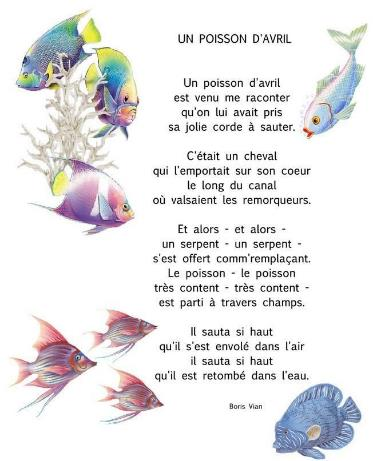 UN POISSON D'AVRIL
Un poisson d'avril
est venu me raconter
qu'on lui avait pris
sa jolie corde à sauter.
C'était un cheval
qui l'emportait sur son coeur
le long du canal
où valsaient les remorqueurs.
Et alors - et alors -
un serpent - un serpent -
s'est offert comm'remplaçant.
Le poisson - le poisson
très content - très content -
est parti à travers champs.
Il sauta si haut
qu'il s'est envolé dans l'air
il sauta si haut
qu'il est retombé dans l'eau.
Boris Vian